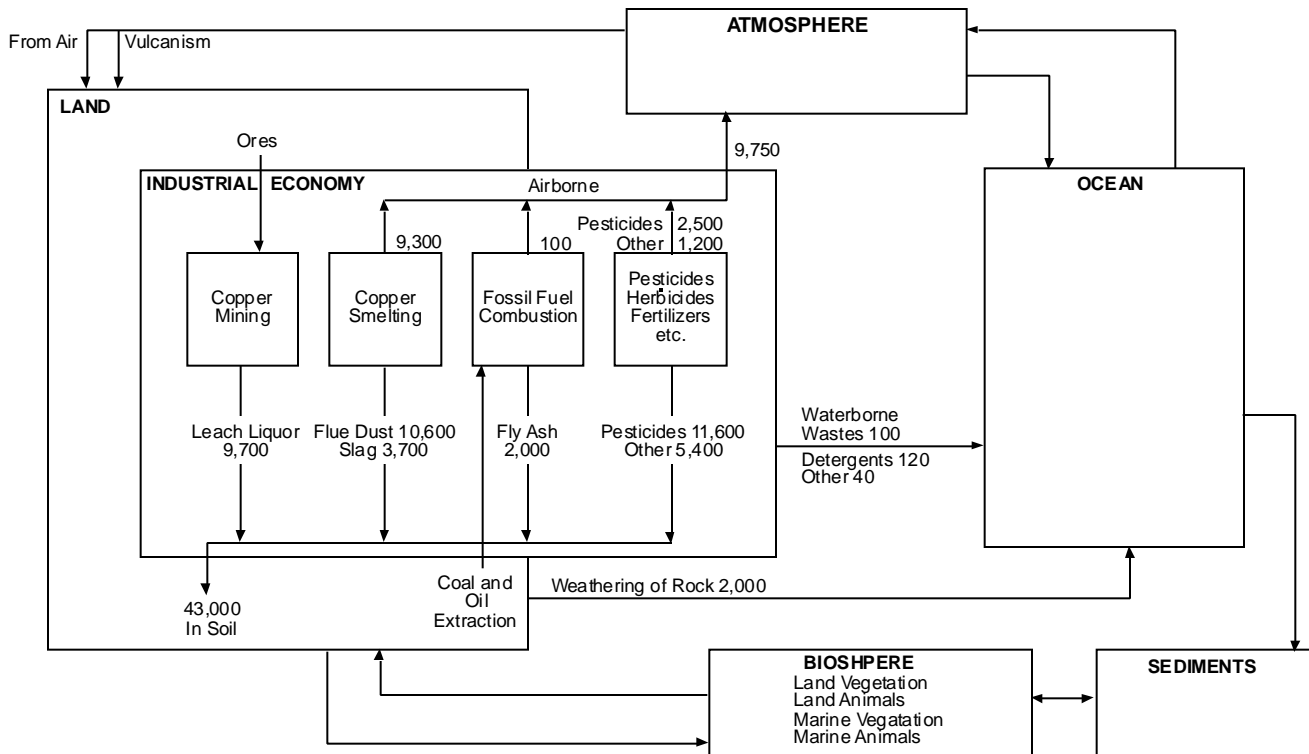 ATMOSPHERE
From Air
Vulcanism
LAND
Ores
9,750
INDUSTRIAL ECONOMY
Airborne
OCEAN
Pesticides 2,500
Other 1,200
9,300
100
Copper
Mining
Copper
Smelting
Fossil Fuel
Combustion
Pesticides
Herbicides
Fertilizers
etc.
Leach Liquor
9,700
Flue Dust 10,600
Slag 3,700
Fly Ash
2,000
Pesticides 11,600
Other 5,400
Waterborne
Wastes 100
Detergents 120
Other 40
43,000
In Soil
Coal and
Oil
Extraction
Weathering of Rock 2,000
BIOSHPERE
Land Vegetation
Land Animals
Marine Vegatation
Marine Animals
SEDIMENTS